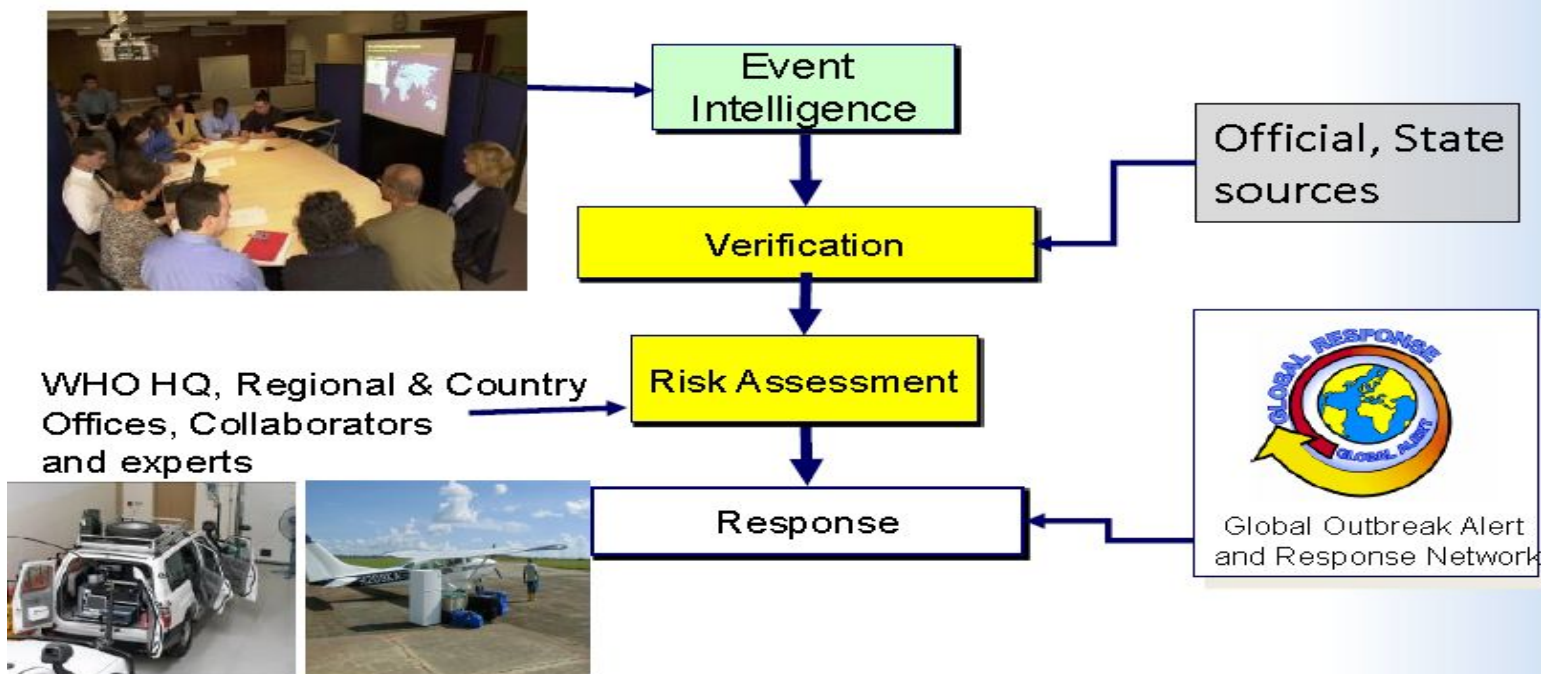 Event
Intelligence
Official, State
sources
Verification
Risk Assessment
WHO HQ, Regional & Country
Offices, Collaborators
and experts
Response
GLOBAL RESPONSE
GLOBAL ALERT
Global Outbreak Alert
and Response Network